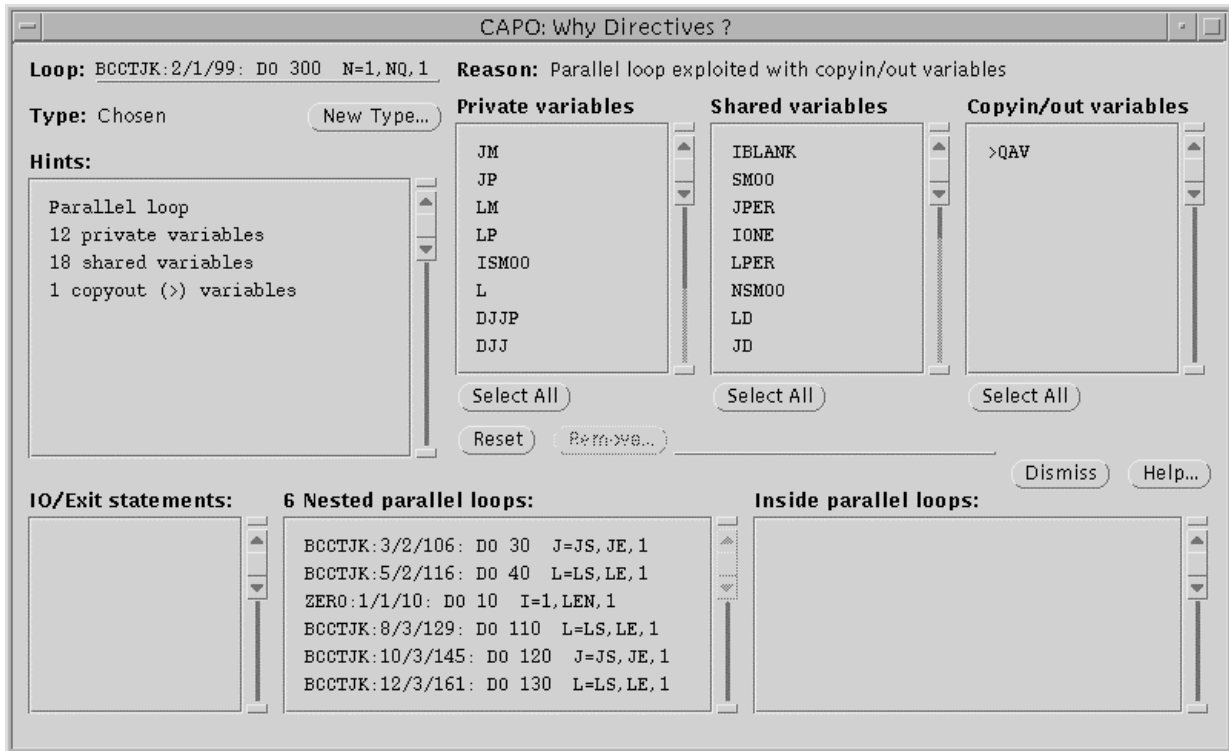 CAPO: Why Directives ?
Loop: BCCTJK:2/1/99: DO 300 N=1,NQ,1 Reason: Parallel loop exploited with copyin/out variables
Type: Chosen New Type...
Private variables Shared variables Copyin/out variables
Hints:
Parallel loop
12 private variables
18 shared variables
1 copyout (>) variables
JM
JP
LM
LP
ISMOO
L
DJJP
DJJ
IBLANK
SMOO
JPER
IONE
LPER
NSMOO
LD
JD
>QAV
Select All Select All Select All
Reset Remove...
Dismiss Help...
IO/Exit statements: 6 Nested parallel loops: Inside parallel loops:
BCCTJK:3/2/106: DO 30 J=JS,JE,1
BCCTJK:5/2/116: DO 40 L=LS,LE,1
ZERO:1/1/10: DO 10 I=1,LEN,1
BCCTJK:8/3/129: DO 110 L=LS,LE,1
BCCTJK:10/3/145: DO 120 J=JS,JE,1
BCCTJK:12/3/161: DO 130 L=LS,LE,1